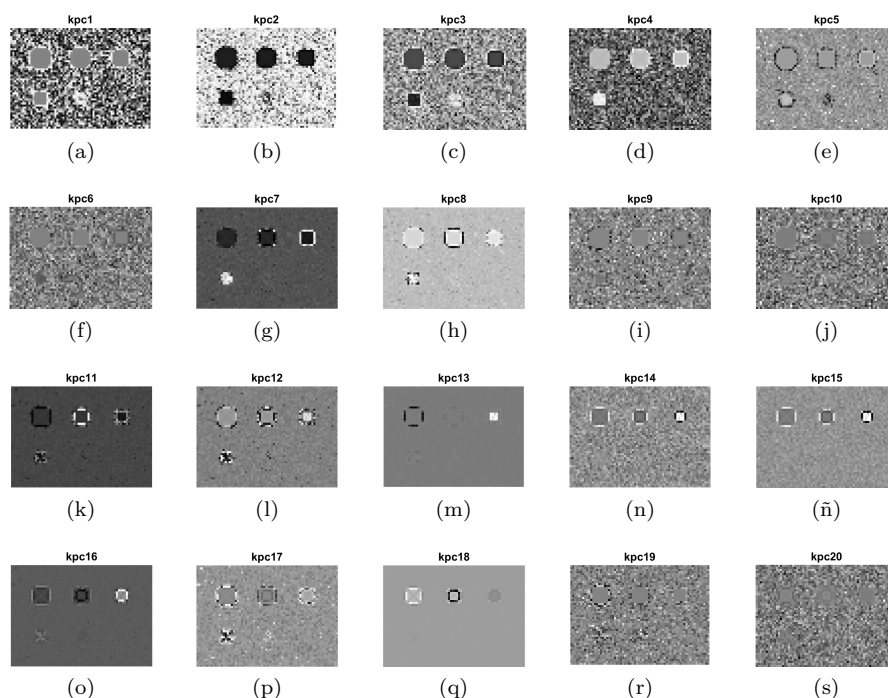 kpc1 kpc2 kpc3 kpc4 kpc5
(a) (b) (c) (d) (e)
kpc6 kpc7 kpc8 kpc9 kpc10
(f) (g) (h) (i) (j)
kpc11 kpc12 kpc13 kpc14 kpc15
(k) (l) (m) (n) (ñ)
kpc16 kpc17 kpc18 kpc19 kpc20
(o) (p) (q) (r) (s)